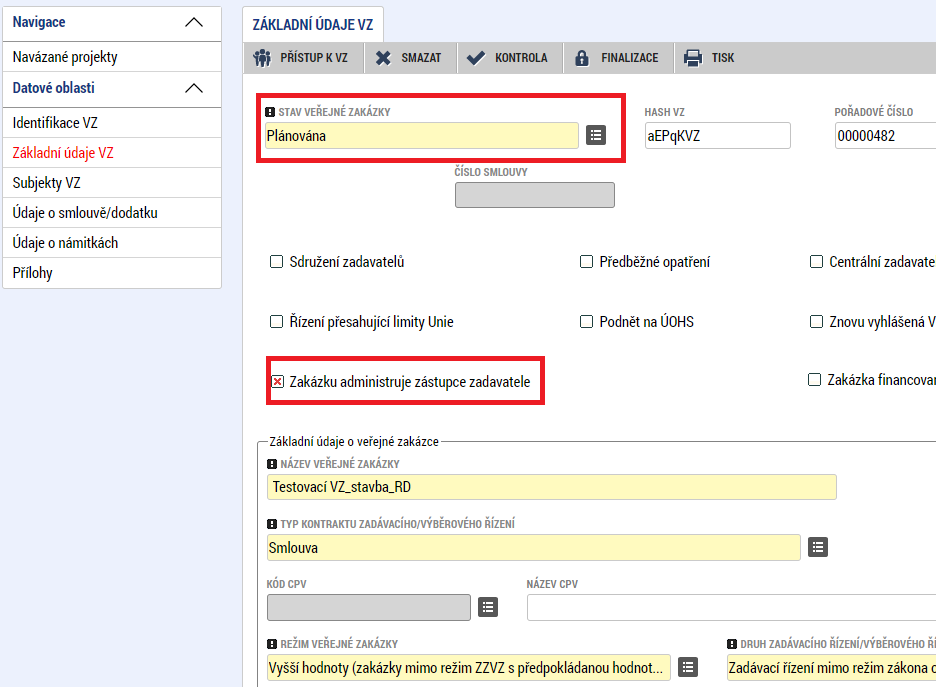 Navigace
Navázané projekty
Datové oblasti
Identifikace VZ
Základní údaje VZ
Subjekty VZ
Údaje o smlouvě/dodatku
Údaje o námitkách
Přílohy
ZÁKLADNÍ ÚDAJE VZ
PŘÍSTUP K VZ SMAZAT KONTROLA FINALIZACE TISK
STAV VEŘEJNÉ ZAKÁZKY HASH VZ POŘADOVÉ ČÍSLO
Plánována aEPqKVZ 00000482
ČÍSLO SMLOUVY
Sdružení zadavatelů Předběžné opatření Centrální zadavate
Řízení přesahující limity Unie Podnět na ÚOHS Znovu vyhlášená V
Zakázku administruje zástupce zadavatele Zakázka financovan
Základní údaje o veřejné zakázce
NÁZEV VEŘEJNÉ ZAKÁZKY
Testovací VZ_stavba_RD
TYP KONTRAKTU ZADÁVACÍHO/VÝBĚROVÉHO ŘÍZENÍ
Smlouva
KÓD CPV NÁZEV CPV
REŽIM VEŘEJNÉ ZAKÁZKY DRUH ZADÁVACÍHO ŘÍZENÍ/VÝBĚROVÉHO ŘÍ
Vyšší hodnoty (zakázky mimo režim ZZVZ s předpokládanou hodnot... Zadávací řízení mimo režim zákona o